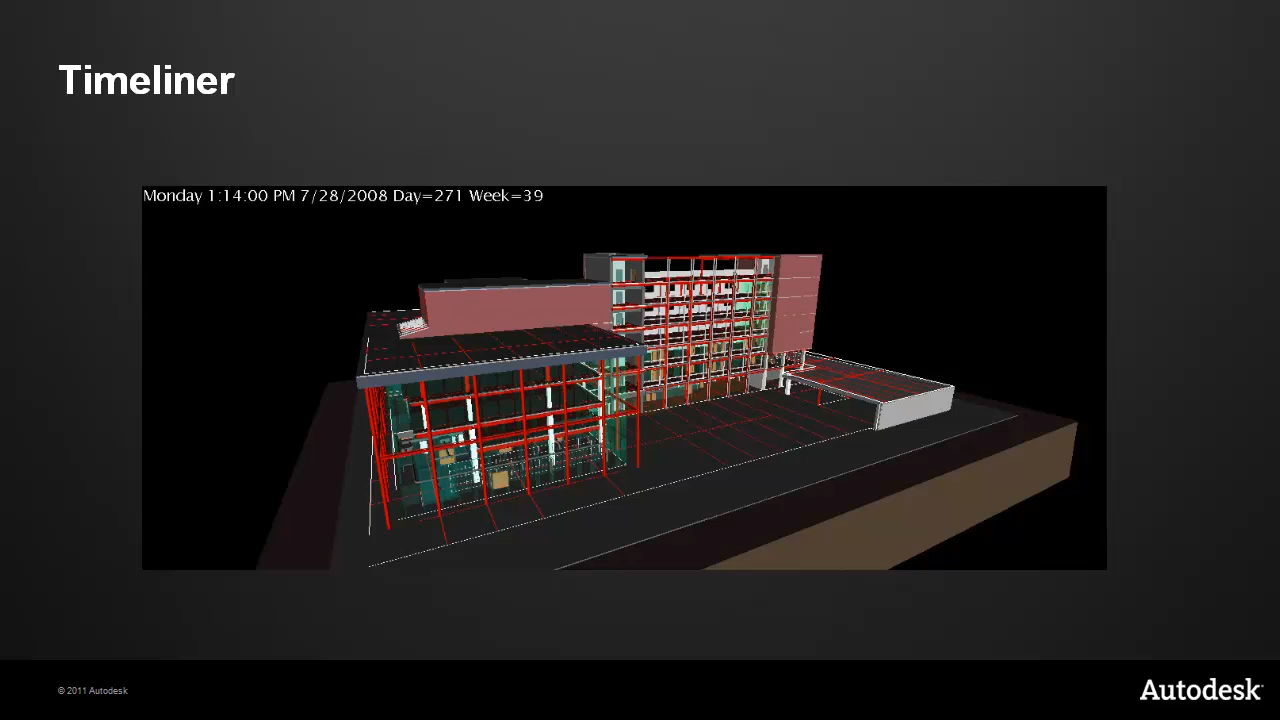 Timeliner
Monday 1:14:00 PM 7/28/2008 Day=271 Week=39
© 2011 Autodesk
Autodesk